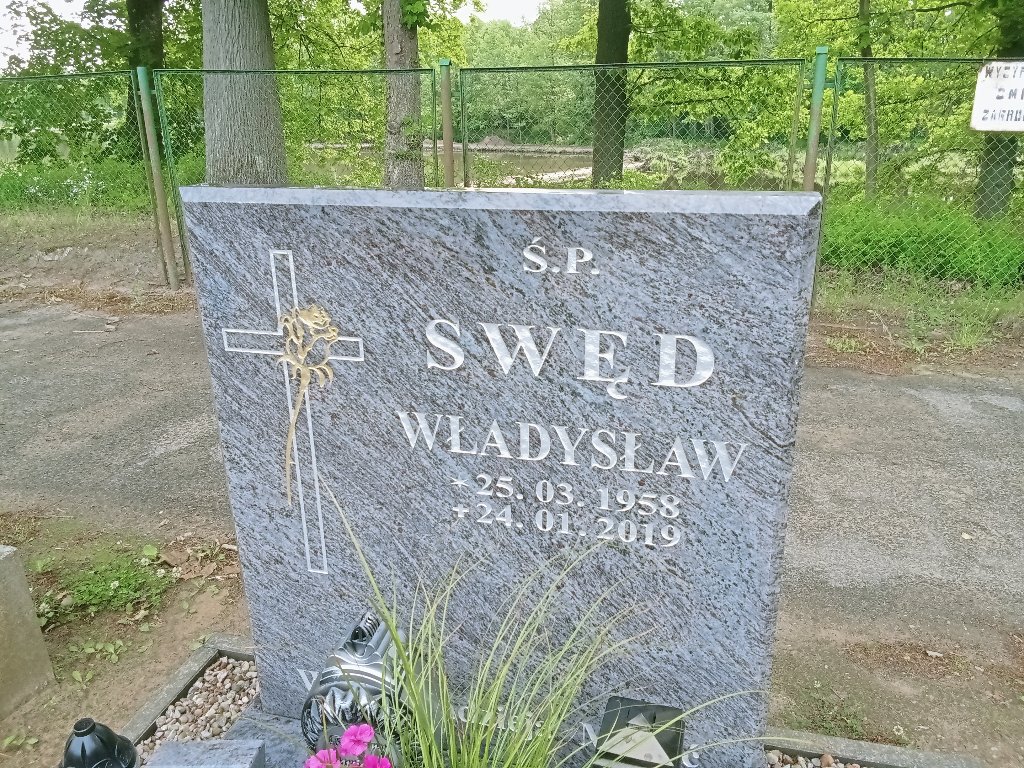 Ś.P.
SWĘD
WŁADYSŁAW
* 25. 03. 1958
+ 24. 01. 2019